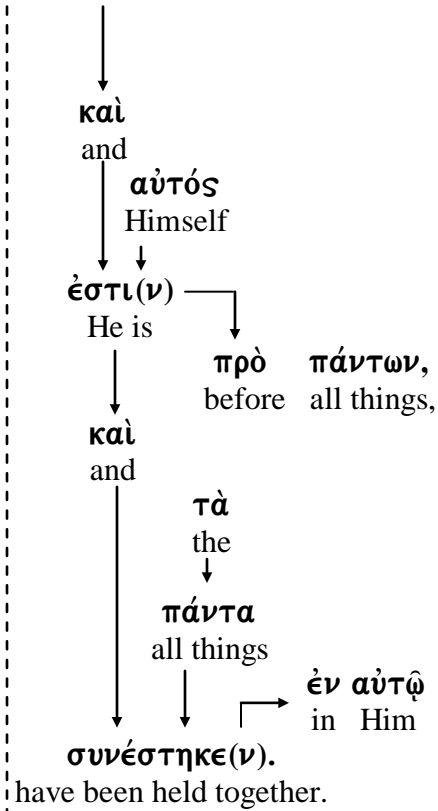 καὶ
and
αὐτός
Himself
ἐστι(ν)
He is
πρὸ πάντων,
before all things,
καὶ
and
τὰ
the
πάντα
all things
ἐν αὐτῷ
in Him
συνέστηκε(ν).
have been held together.